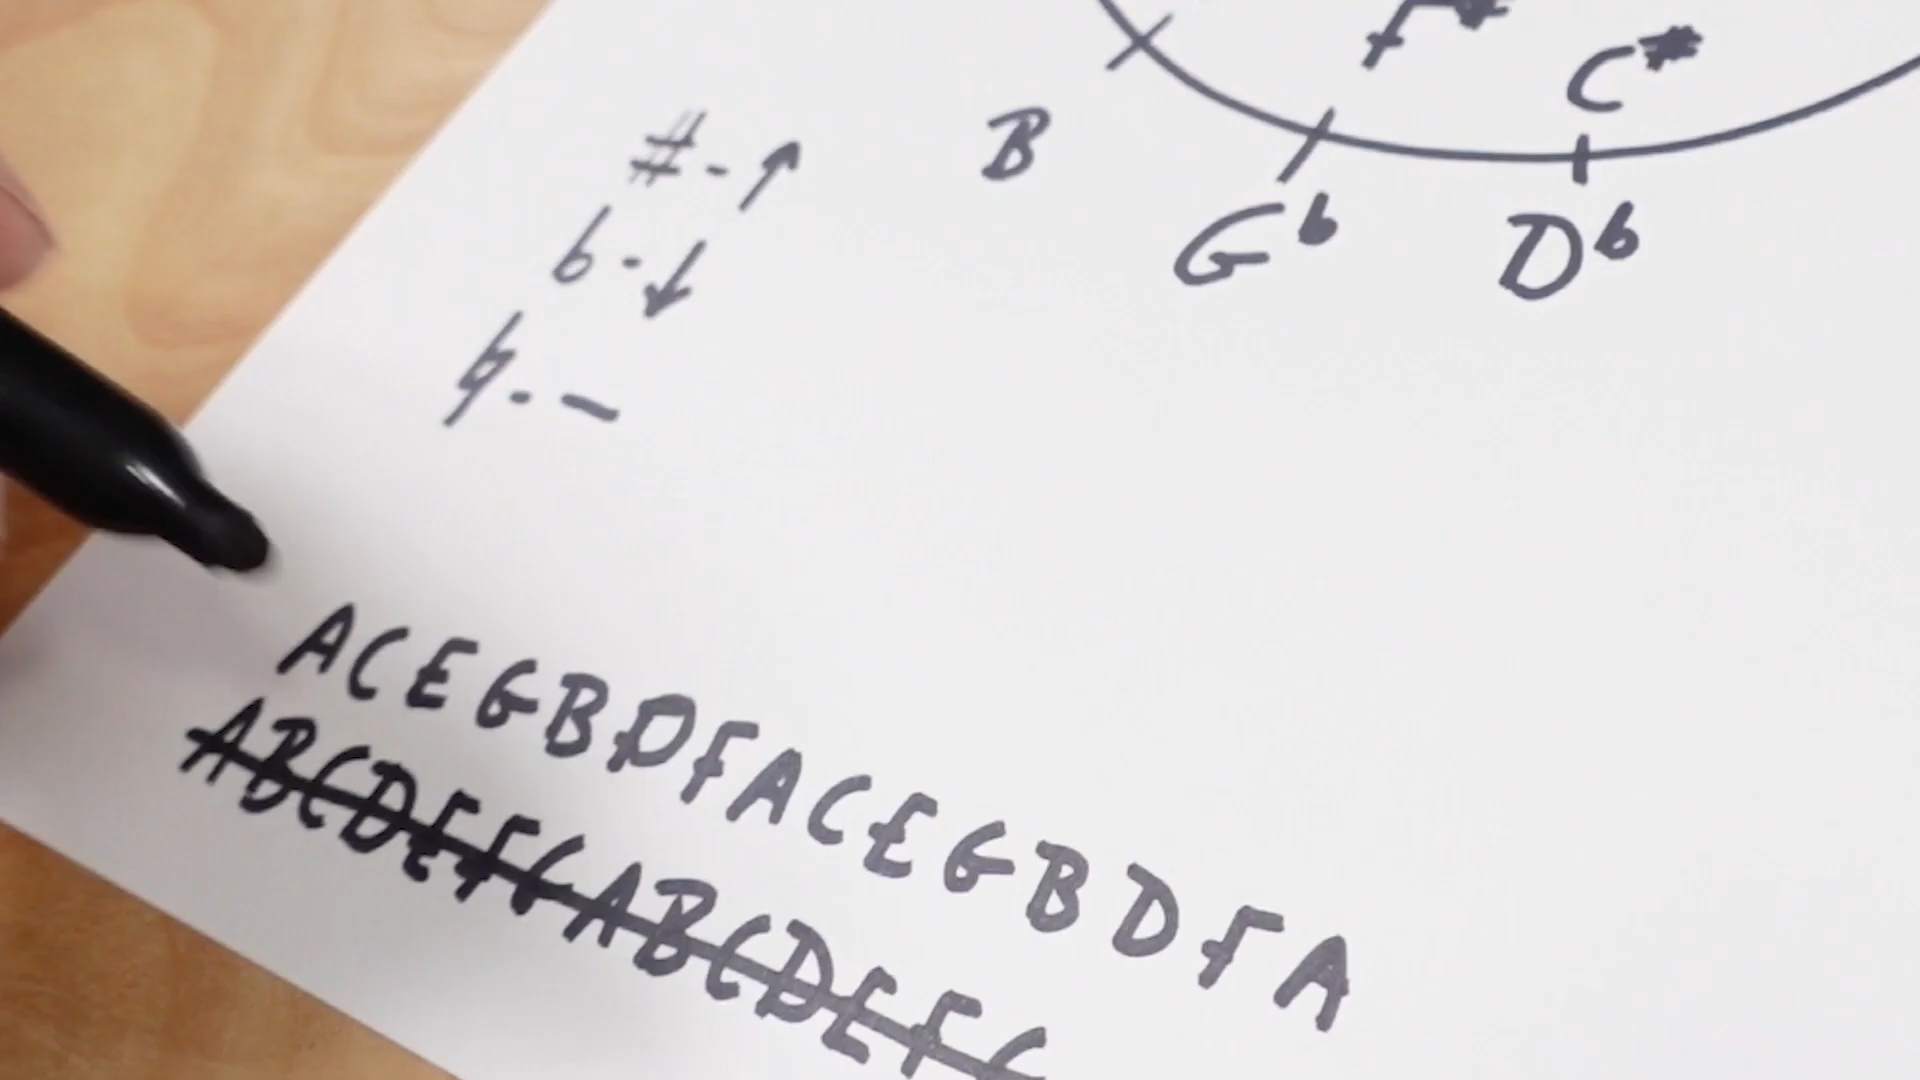 F#
C#
B
G♭
D♭
# - ↑
♭ - ↓
♮ - –
ACEGBDFACEGBDFA
ABCDEFGABCDEFG